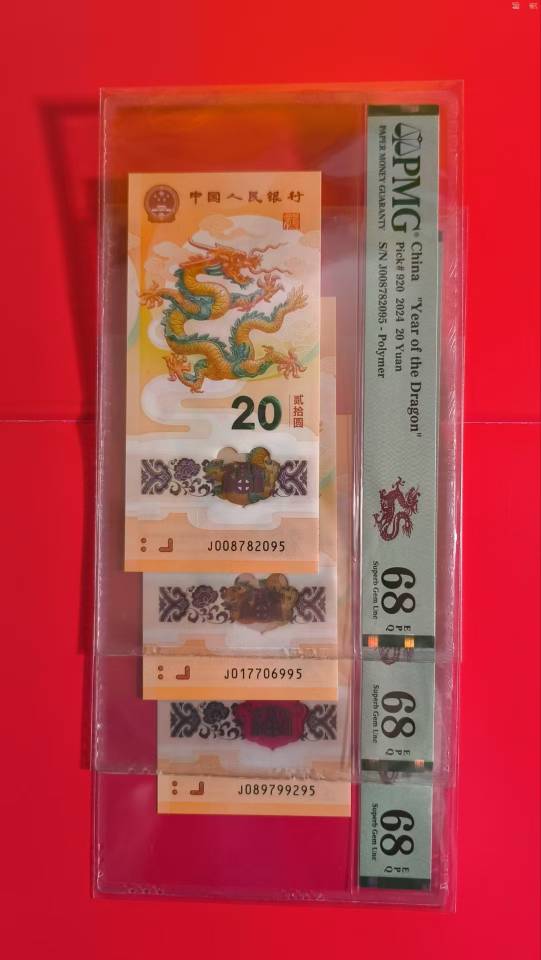 中国人民银行
20
贰拾圆
J008782095
J017706995
J089799295
PMG®
PAPER MONEY GUARANTY
China "Year of the Dragon"
Pick# 920 2024 20 Yuan
S/N J008782095 - Polymer
68 EPQ
Superb Gem Unc
68 EPQ
Superb Gem Unc
68 EPQ
Superb Gem Unc